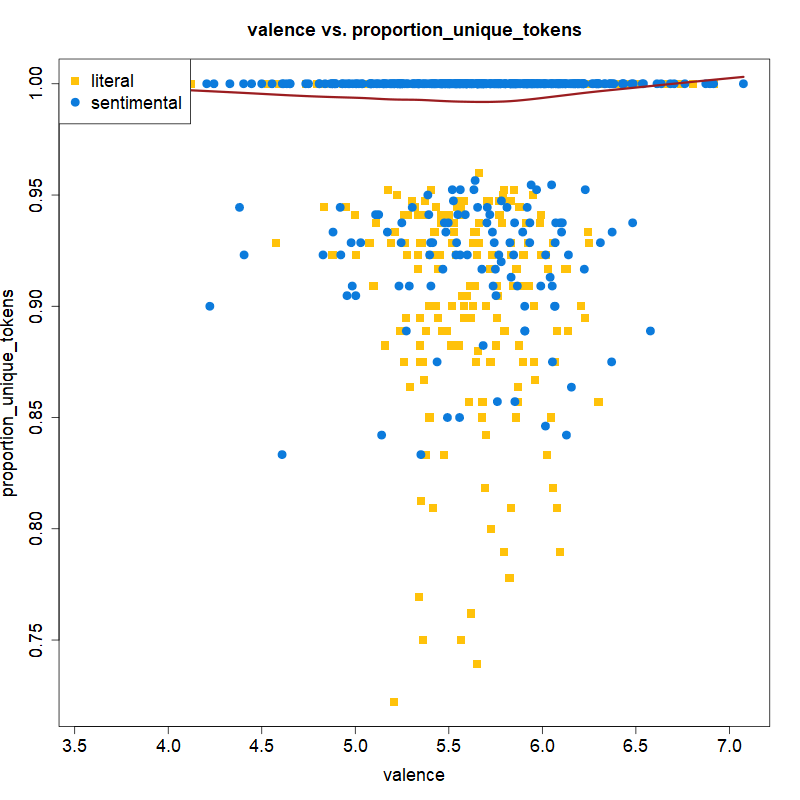 valence vs. proportion_unique_tokens
literal
sentimental
proportion_unique_tokens
1.00
0.95
0.90
0.85
0.80
0.75
3.5 4.0 4.5 5.0 5.5 6.0 6.5 7.0
valence